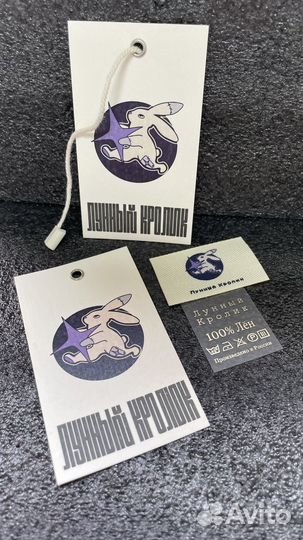 ЛУННЫЙ КРОЛИК
ЛУННЫЙ КРОЛИК
Лунный Кролик
Лунный
Кролик
100% Лён
Произведено в России
Avito